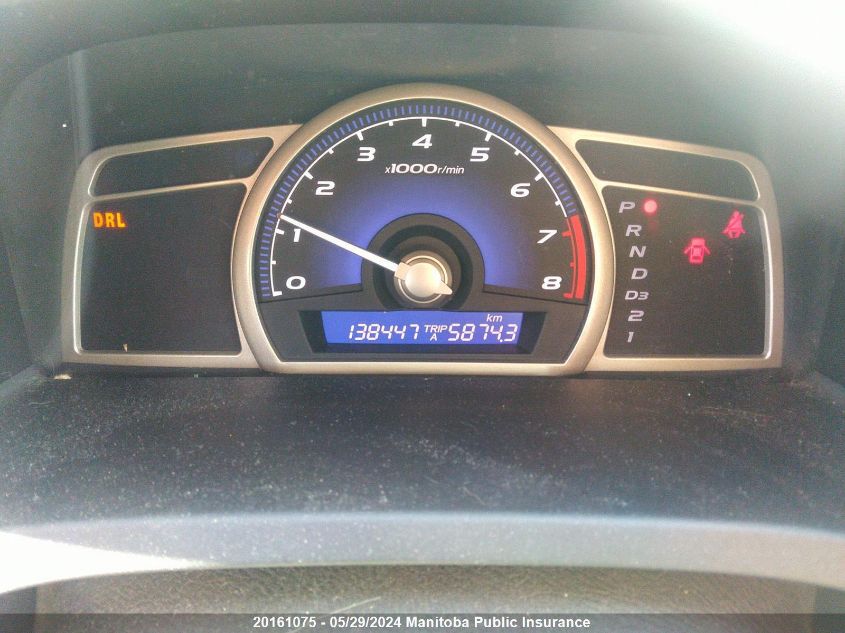 4
3
5
x1000r/min
2
6
P
DRL
1
7
R
N
0
8
D
D3
km
138447 TRIP A 5874.3
2
1
20161075 - 05/29/2024 Manitoba Public Insurance